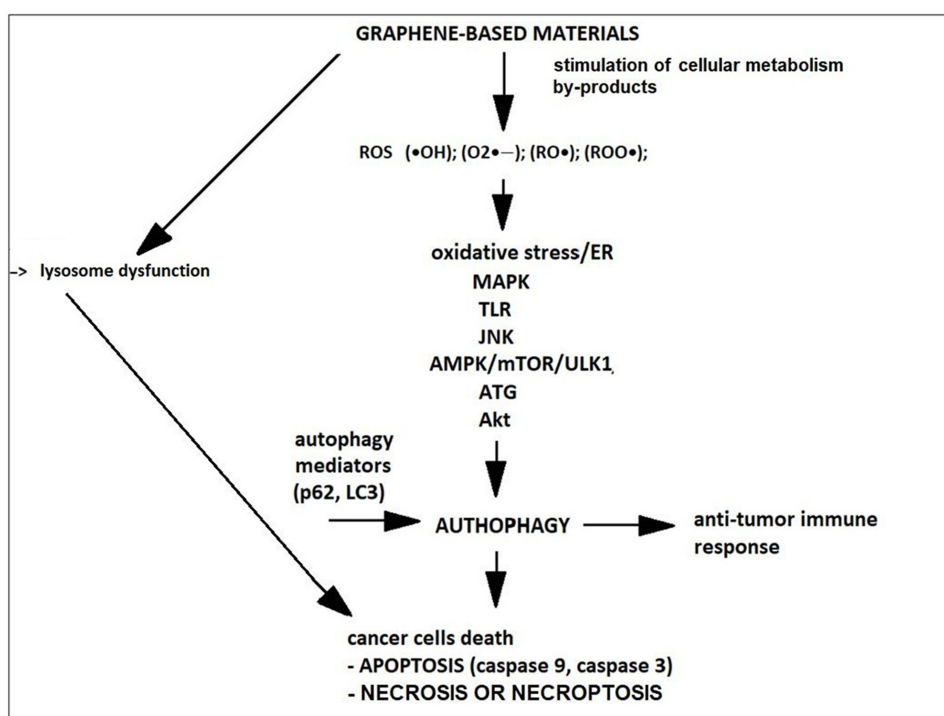 GRAPHENE-BASED MATERIALS
stimulation of cellular metabolism
by-products
ROS (•OH); (O2•—); (RO•); (ROO•);
oxidative stress/ER
–> lysosome dysfunction
MAPK
TLR
JNK
AMPK/mTOR/ULK1,
ATG
Akt
autophagy
mediators
(p62, LC3)
AUTHOPHAGY
anti-tumor immune
response
cancer cells death
- APOPTOSIS (caspase 9, caspase 3)
- NECROSIS OR NECROPTOSIS